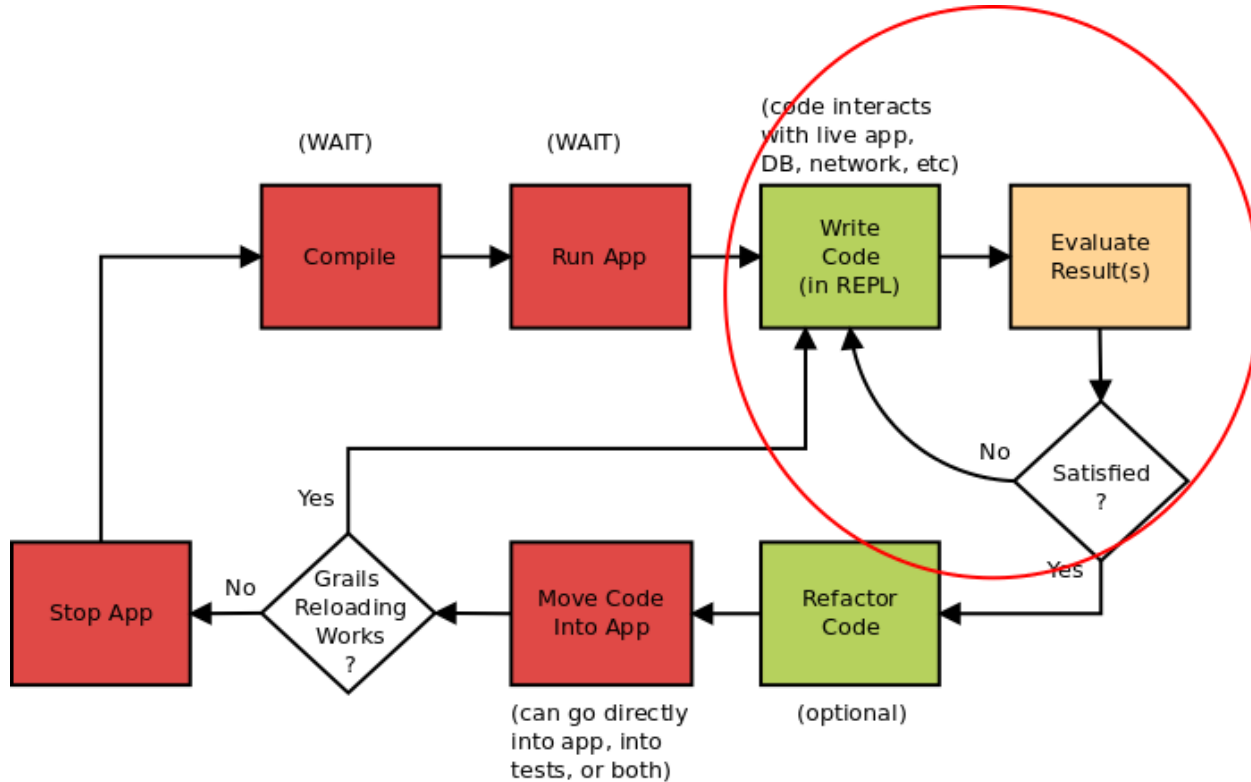 (code interacts
with live app,
DB, network, etc)
(WAIT)
(WAIT)
Compile
Run App
Write
Code
(in REPL)
Evaluate
Result(s)
No
Satisfied
?
Yes
Yes
No
Stop App
Grails
Reloading
Works
?
Move Code
Into App
Refactor
Code
(can go directly
into app, into
tests, or both)
(optional)